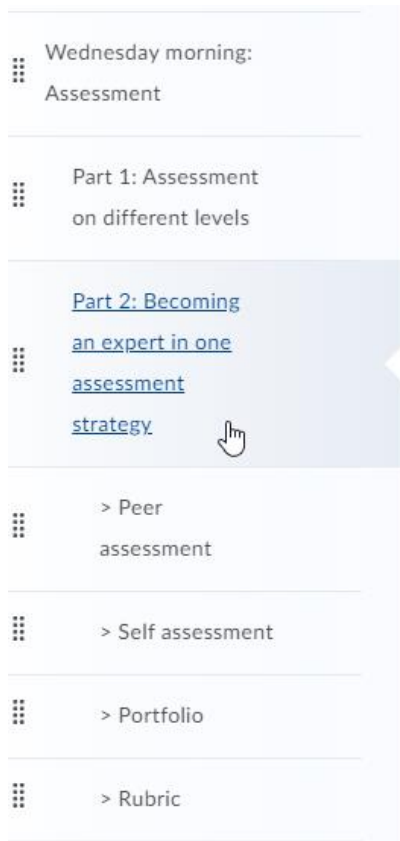 Wednesday morning:
Assessment
Part 1: Assessment
on different levels
Part 2: Becoming
an expert in one
assessment
strategy
> Peer
assessment
> Self assessment
> Portfolio
> Rubric